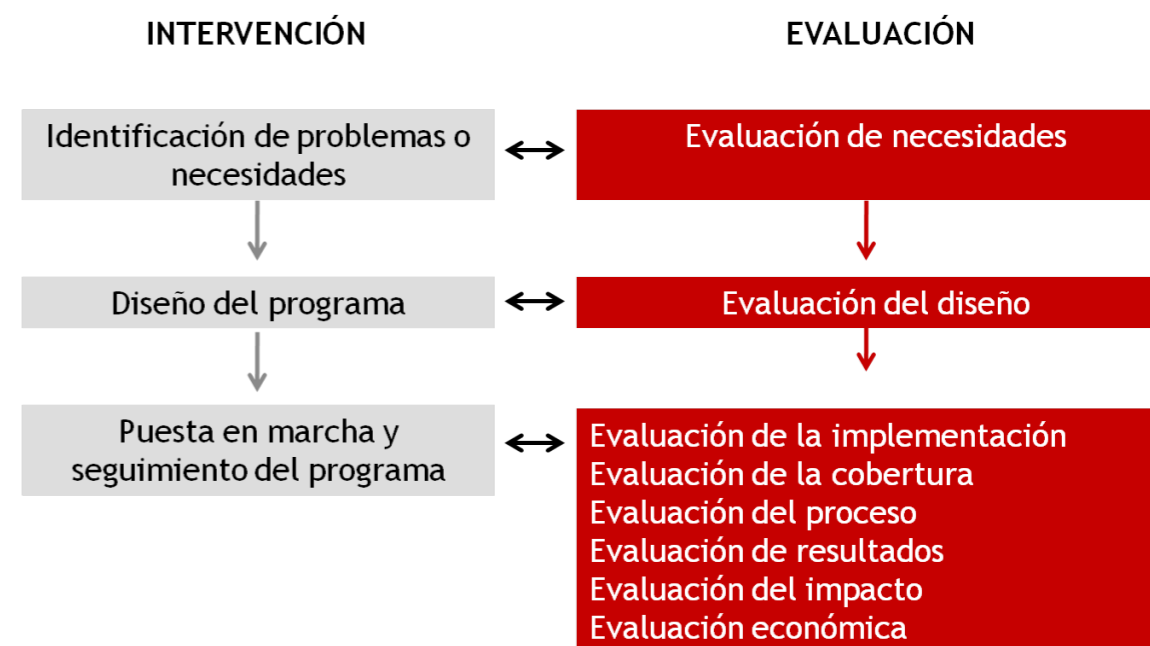 INTERVENCIÓN
EVALUACIÓN
Identificación de problemas o
necesidades
Evaluación de necesidades
Diseño del programa
Evaluación del diseño
Puesta en marcha y
seguimiento del programa
Evaluación de la implementación
Evaluación de la cobertura
Evaluación del proceso
Evaluación de resultados
Evaluación del impacto
Evaluación económica